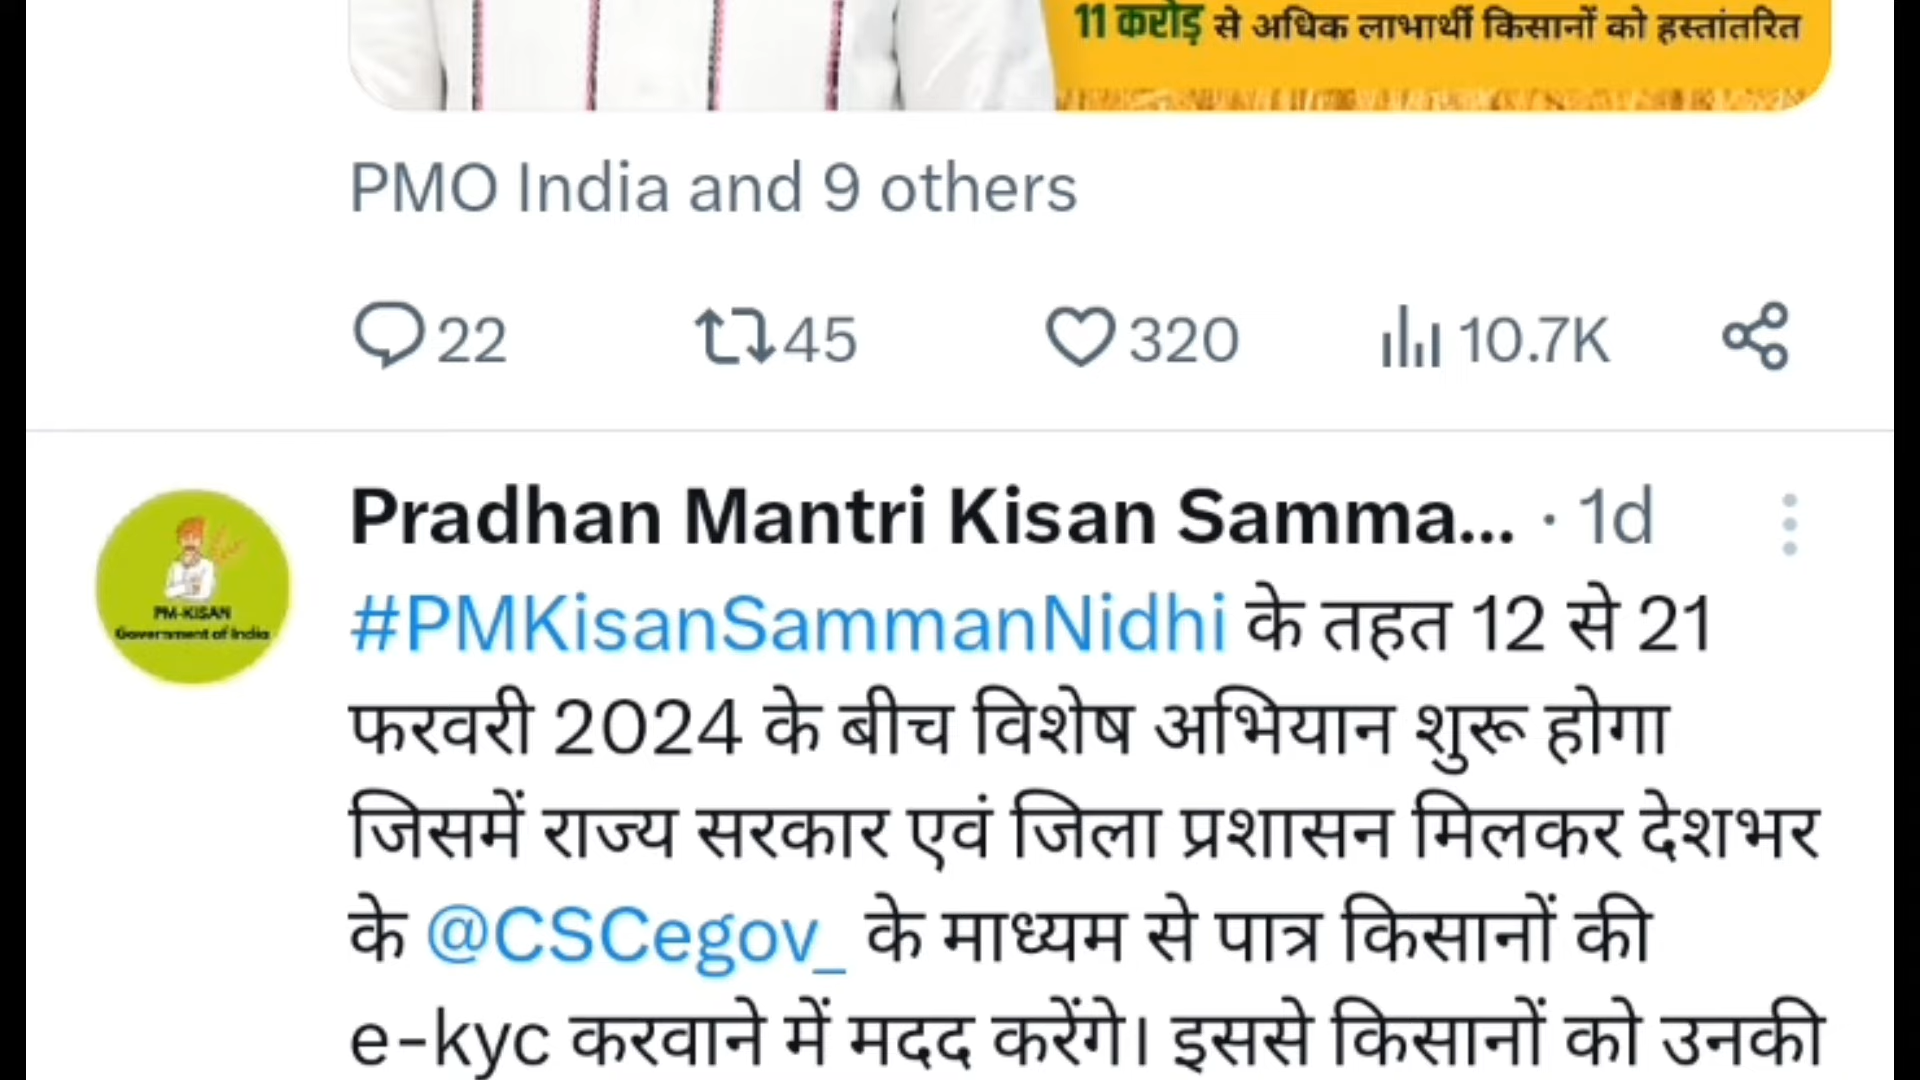 11 करोड़ से अधिक लाभार्थी किसानों को हस्तांतरित
PMO India and 9 others
22 45 320 10.7K
Pradhan Mantri Kisan Samma... · 1d
PM-KISAN
Government of India
#PMKisanSammanNidhi के तहत 12 से 21
फरवरी 2024 के बीच विशेष अभियान शुरू होगा
जिसमें राज्य सरकार एवं जिला प्रशासन मिलकर देशभर
के @CSCegov_ के माध्यम से पात्र किसानों की
e-kyc करवाने में मदद करेंगे। इससे किसानों को उनकी